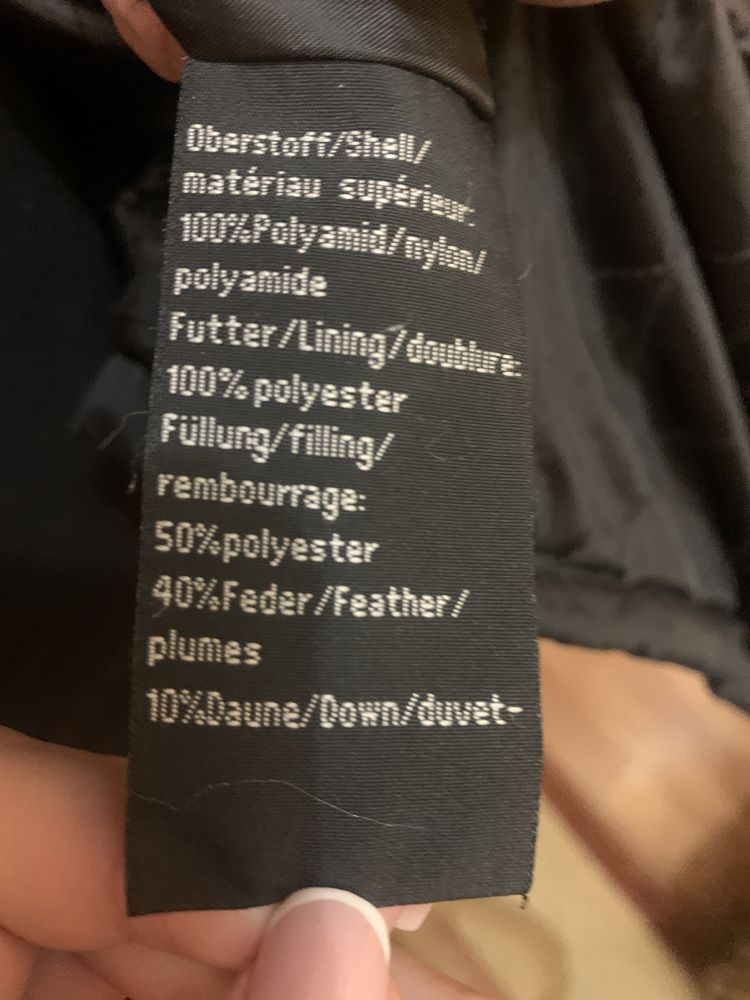 Oberstoff/Shell/
matériau supérieur:
100%Polyamid/nylon/
polyamide
Futter/Lining/doublure:
100% polyester
Füllung/filling/
rembourrage:
50%polyester
40%Feder/Feather/
plumes
10%Daune/Down/duvet-